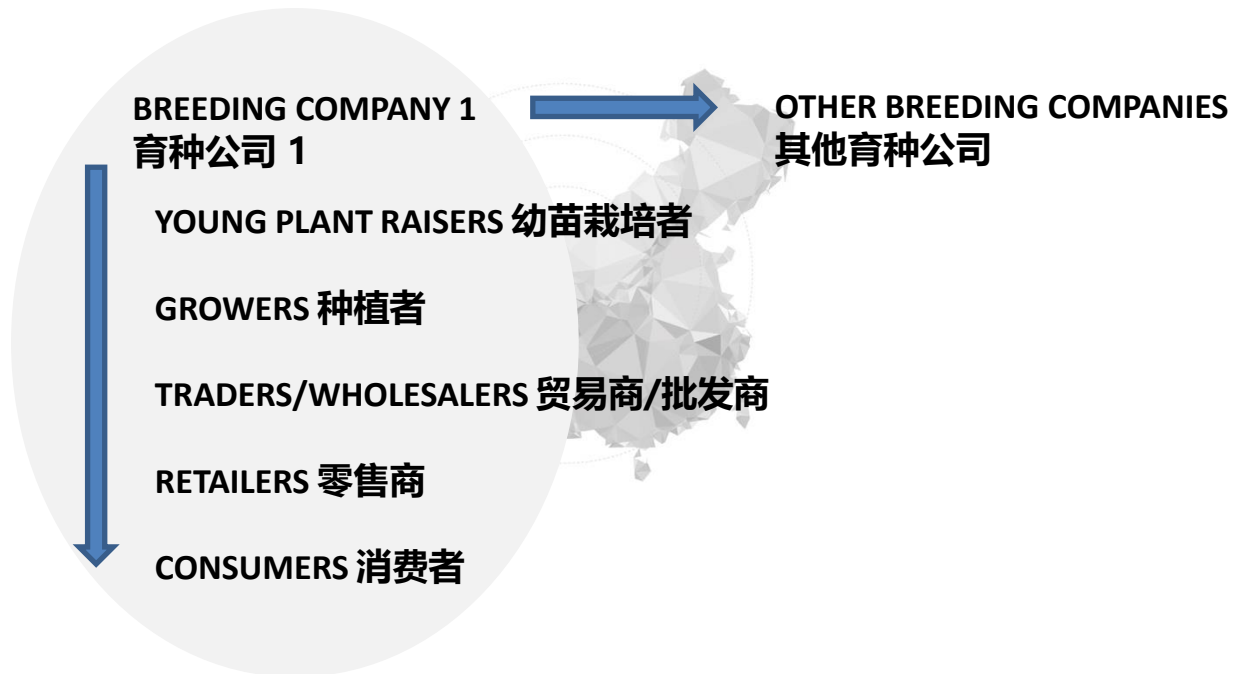 BREEDING COMPANY 1
育种公司 1
OTHER BREEDING COMPANIES
其他育种公司
YOUNG PLANT RAISERS 幼苗栽培者
GROWERS 种植者
TRADERS/WHOLESALERS 贸易商/批发商
RETAILERS 零售商
CONSUMERS 消费者